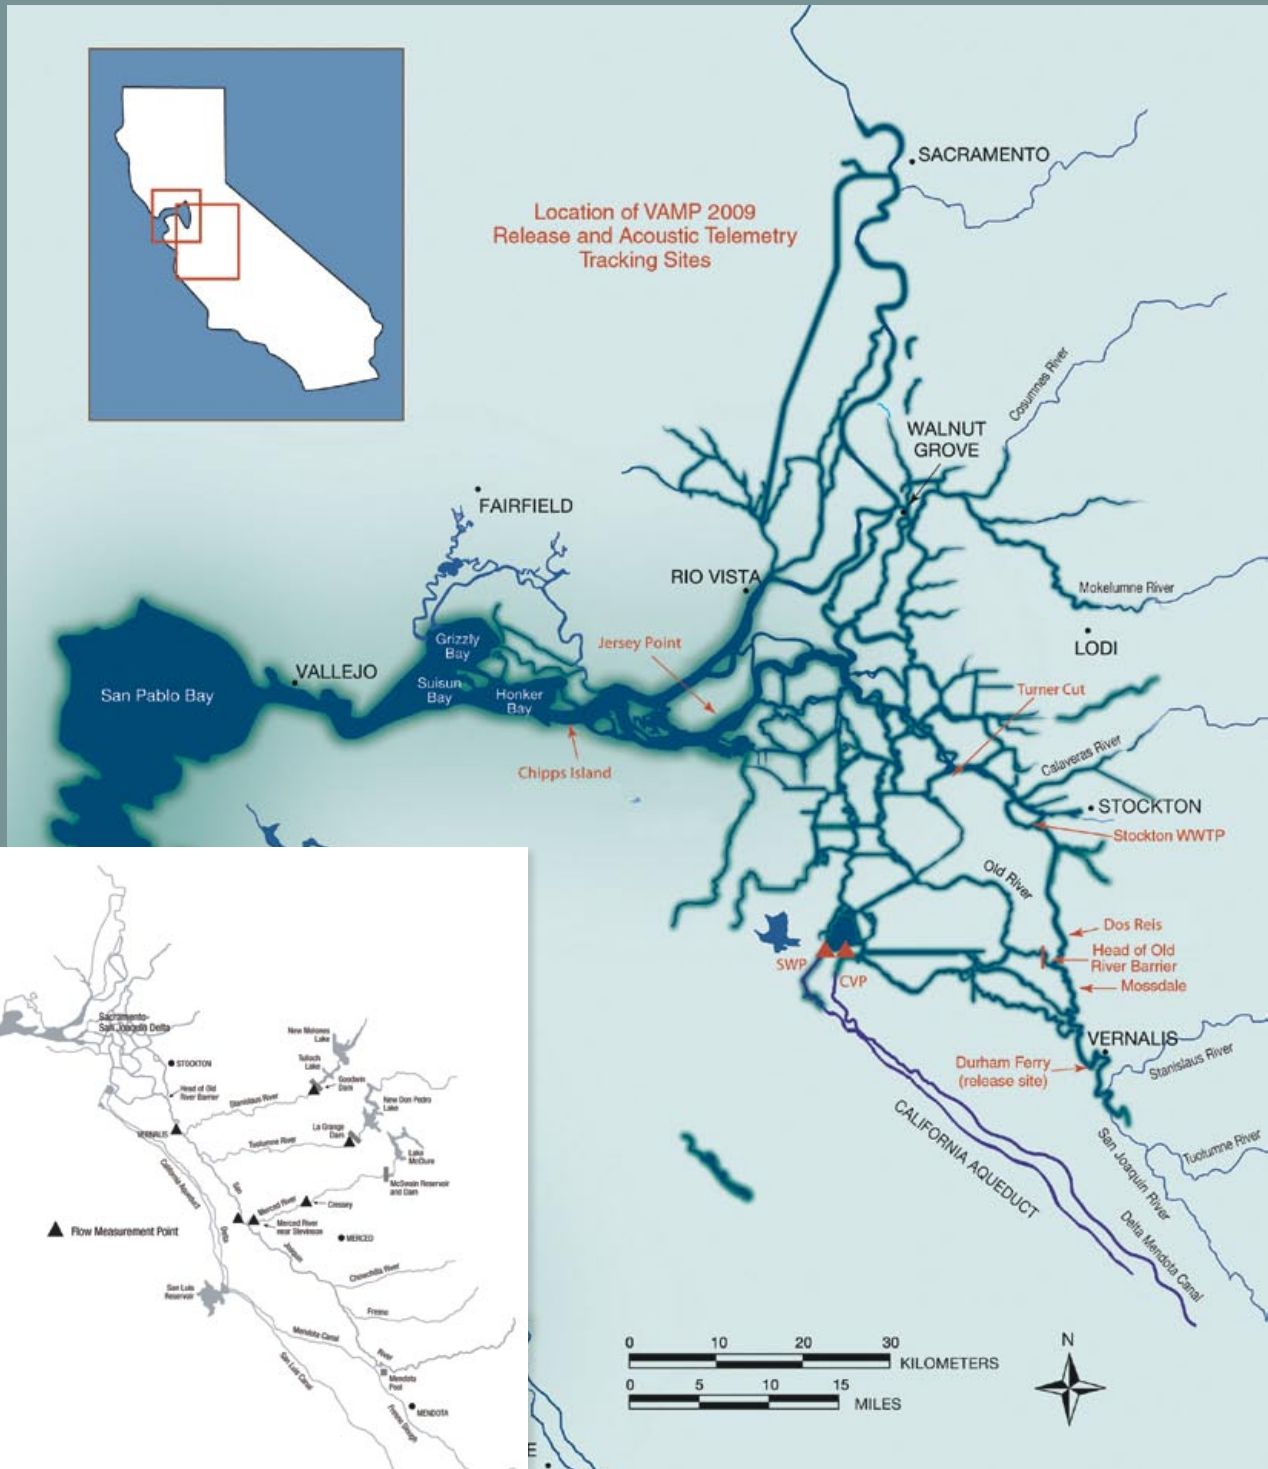 SACRAMENTO
Location of VAMP 2009
Release and Acoustic Telemetry
Tracking Sites
Cosumnes River
WALNUT
GROVE
FAIRFIELD
RIO VISTA
Mokelumne River
LODI
Jersey Point
Grizzly
Bay
VALLEJO
San Pablo Bay
Suisun
Bay
Honker
Bay
Turner Cut
Chipps Island
Calaveras River
STOCKTON
Stockton WWTP
Old River
Dos Reis
Head of Old
River Barrier
Mossdale
SWP
CVP
VERNALIS
Durham Ferry
(release site)
Stanislaus River
CALIFORNIA AQUEDUCT
San Joaquin River
Tuolumne River
Delta Mendota Canal
0 10 20 30
KILOMETERS
0 5 10 15
MILES
N
E
Sacramento-
San Joaquin Delta
New Melones
Lake
STOCKTON
Tulloch
Lake
Goodwin
Dam
Head of Old
River Barrier
Stanislaus River
New Don Pedro
Lake
VERNALIS
La Grange
Dam
Tuolumne River
Lake
McClure
California Aqueduct
McSwain Reservoir
and Dam
San
Merced River
Cressey
Flow Measurement Point
Delta
Merced River
near Stevinson
MERCED
Joaquin
Chowchilla River
San Luis
Reservoir
Fresno
Mendota Canal
River
San Luis Canal
Mendota
Pool
MENDOTA
Fresno Slough